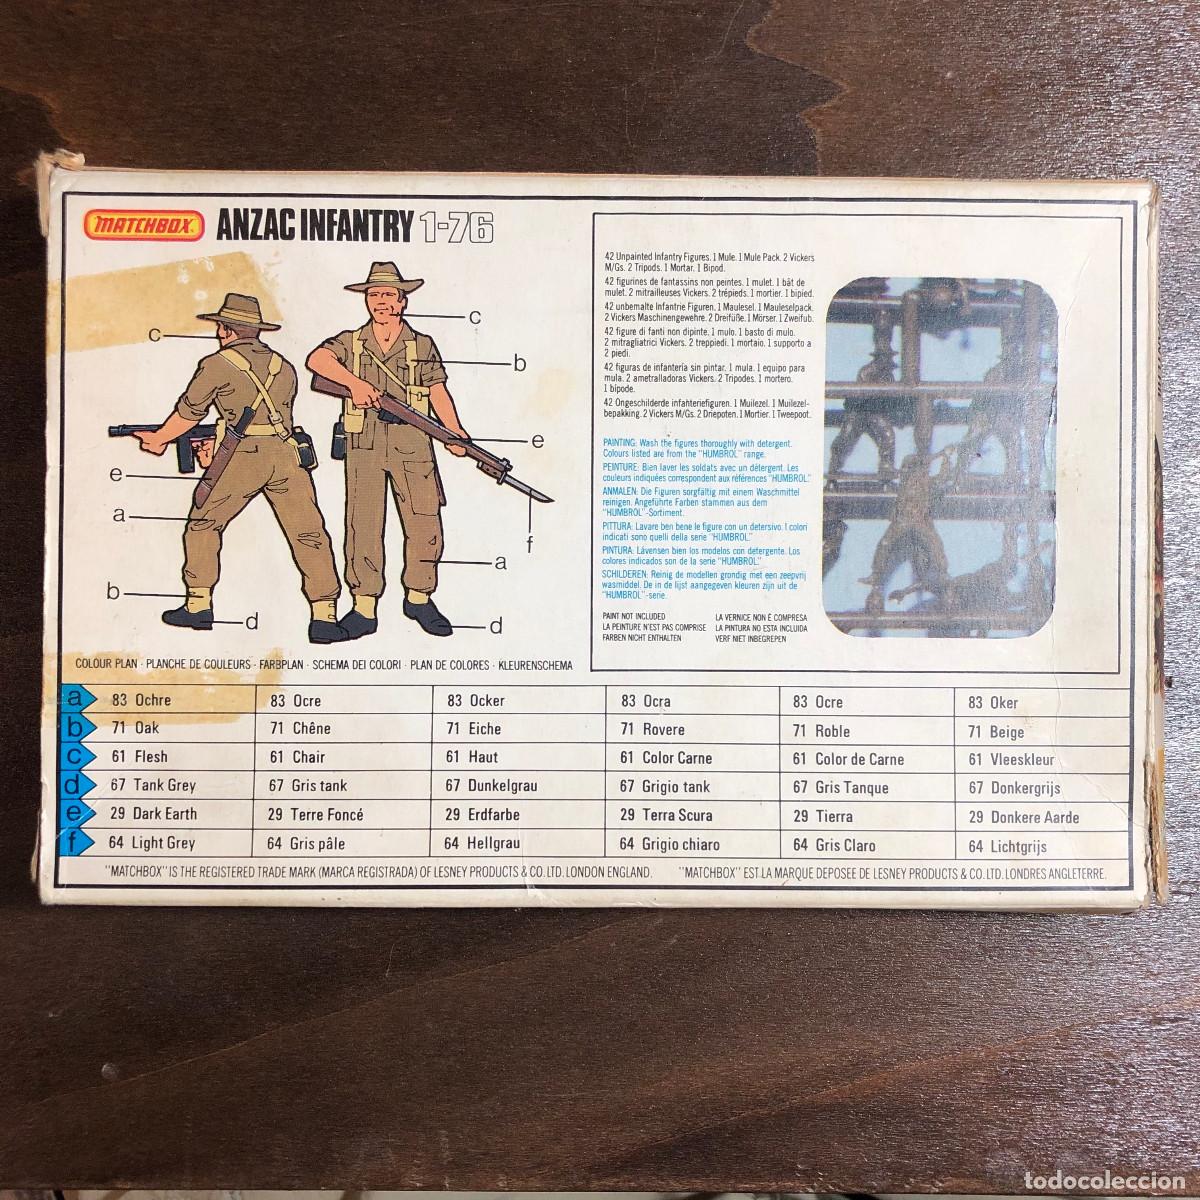 MATCHBOX ANZAC INFANTRY 1-76
c
c
b
e
e
a
f
a
b
d
d
COLOUR PLAN · PLANCHE DE COULEURS · FARBPLAN · SCHEMA DEI COLORI · PLAN DE COLORES · KLEURENSCHEMA
42 Unpainted Infantry Figures. 1 Mule. 1 Mule Pack. 2 Vickers
M/Gs. 2 Tripods. 1 Mortar. 1 Bipod.
42 figurines de fantassins non peintes. 1 mulet. 1 bât de
mulet. 2 mitrailleuses Vickers. 2 trépieds. 1 mortier. 1 bipied.
42 unbemalte Infantrie Figuren. 1 Maulesel. 1 Mauleselpack.
2 Vickers Maschinengewehre. 2 Dreifüße. 1 Mörser. 1 Zweifub.
42 figure di fanti non dipinte. 1 mulo. 1 basto di mulo.
2 mitragliatrici Vickers. 2 treppiedi. 1 mortaio. 1 supporto a
2 piedi.
42 figuras de infantería sin pintar. 1 mula. 1 equipo para
mula. 2 ametralladoras Vickers. 2 Tripodes. 1 mortero.
1 bipode.
42 Ongeschilderde infahteriefiguren. 1 Muilezel. 1 Muilezel-
bepakking. 2 Vickers M/Gs. 2 Driepoten. 1 Mortier. 1 Tweepoot.
PAINTING: Wash the figures thoroughly with detergent.
Colours listed are from the "HUMBROL" range.
PEINTURE: Bien laver les soldats avec un détergent. Les
couleurs indiquées correspondent aux références "HUMBROL".
ANMALEN: Die Figuren sorgfältig mit einem Waschmittel
reinigen. Angeführte Farben stammen aus dem
"HUMBROL"-Sortiment.
PITTURA: Lavare ben bene le figure con un detersivo. I colori
indicati sono quelli della serie "HUMBROL".
PINTURA: Lávensen bien los modelos con detergente. Los
colores indicados son de la serie "HUMBROL".
SCHILDEREN: Reinig de modellen grondig met een zeepvrij
wasmiddel. De in de lijst aangegeven kleuren zijn uit de
"HUMBROL"-serie.
PAINT NOT INCLUDED LA VERNICE NON É COMPRESA
LA PEINTURE N'EST PAS COMPRISE LA PINTURA NO ESTA INCLUIDA
FARBEN NICHT ENTHALTEN VERF NIET INBEGREPEN
a 83 Ochre 83 Ocre 83 Ocker 83 Ocra 83 Ocre 83 Oker
b 71 Oak 71 Chêne 71 Eiche 71 Rovere 71 Roble 71 Beige
c 61 Flesh 61 Chair 61 Haut 61 Color Carne 61 Color de Carne 61 Vleeskleur
d 67 Tank Grey 67 Gris tank 67 Dunkelgrau 67 Grigio tank 67 Gris Tanque 67 Donkergrijs
e 29 Dark Earth 29 Terre Foncé 29 Erdfarbe 29 Terra Scura 29 Tierra 29 Donkere Aarde
f 64 Light Grey 64 Gris pâle 64 Hellgrau 64 Grigio chiaro 64 Gris Claro 64 Lichtgrijs
"MATCHBOX" IS THE REGISTERED TRADE MARK (MARCA REGISTRADA) OF LESNEY PRODUCTS & CO. LTD. LONDON ENGLAND. "MATCHBOX" EST LA MARQUE DEPOSEE DE LESNEY PRODUCTS & CO. LTD. LONDRES ANGLETERRE.
todocoleccion